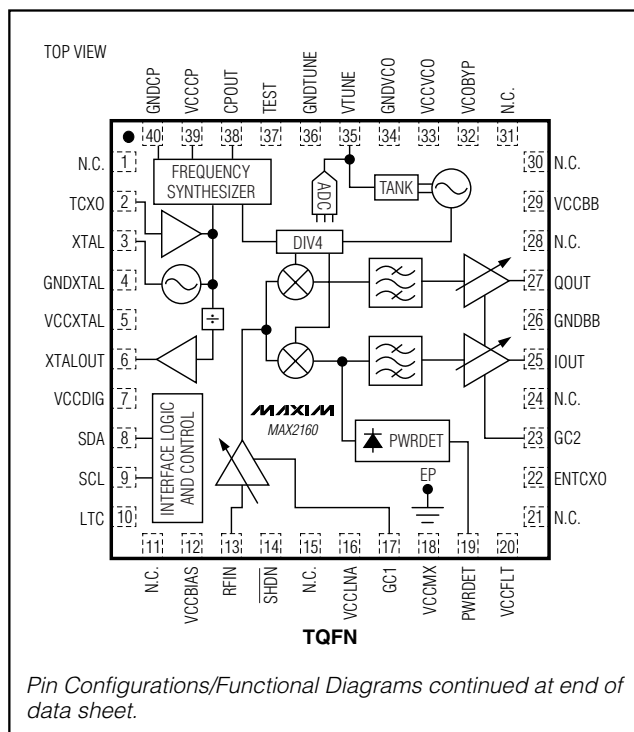 TOP VIEW
GNDCP
VCCCP
CPOUT
TEST
GNDTUNE
VTUNE
GNDVCO
VCCVCO
VCOBYP
N.C.
40
39
38
37
36
35
34
33
32
31
N.C. 1
TCXO 2
XTAL 3
GNDXTAL 4
VCCXTAL 5
XTALOUT 6
VCCDIG 7
SDA 8
SCL 9
LTC 10
FREQUENCY
SYNTHESIZER
ADC
TANK
DIV4
÷
INTERFACE LOGIC
AND CONTROL
MAXIM
MAX2160
PWRDET
EP
30 N.C.
29 VCCBB
28 N.C.
27 QOUT
26 GNDBB
25 IOUT
24 N.C.
23 GC2
22 ENTCXO
21 N.C.
11
12
13
14
15
16
17
18
19
20
N.C.
VCCBIAS
RFIN
SHDN
N.C.
VCCLNA
GC1
VCCMX
PWRDET
VCCFLT
TQFN
Pin Configurations/Functional Diagrams continued at end of
data sheet.